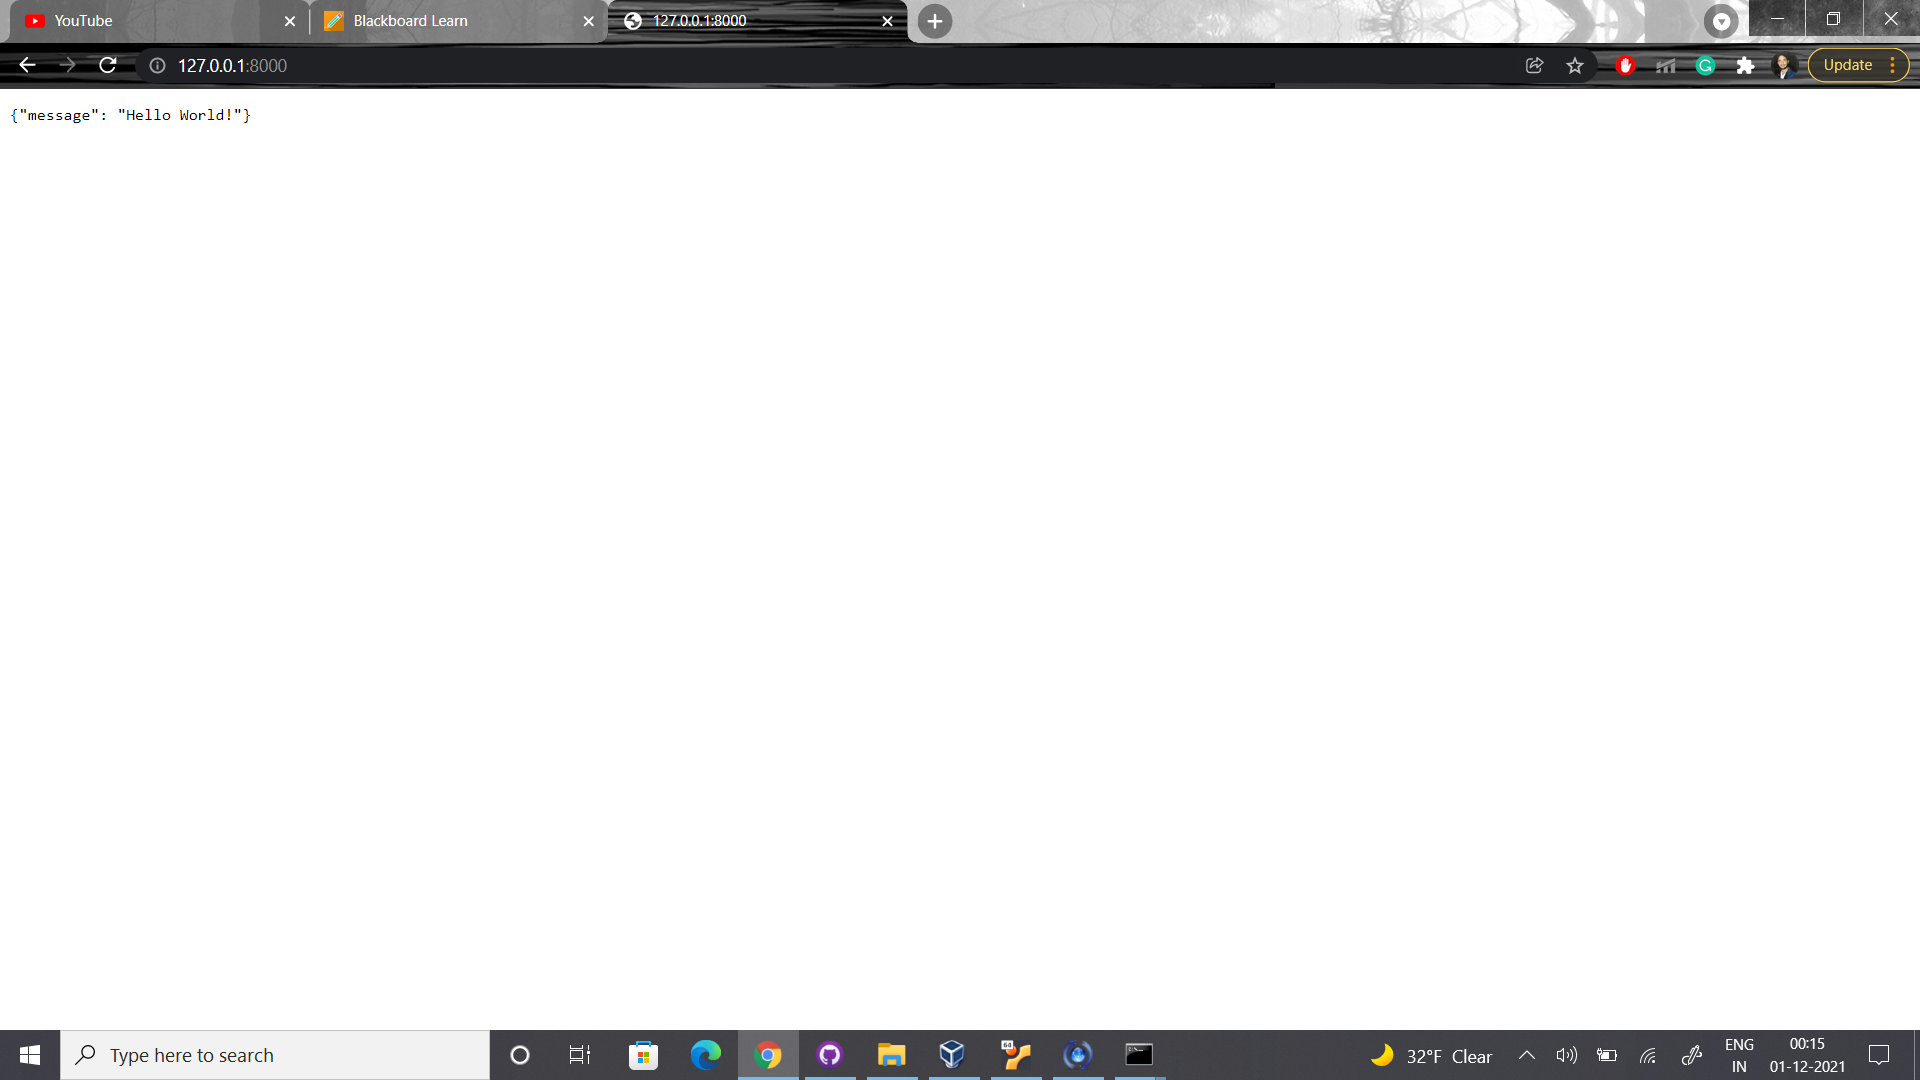 YouTube
Blackboard Learn
127.0.0.1:8000
127.0.0.1:8000
Update
{"message": "Hello World!"}
Type here to search
64
32°F Clear
ENG
IN
00:15
01-12-2021